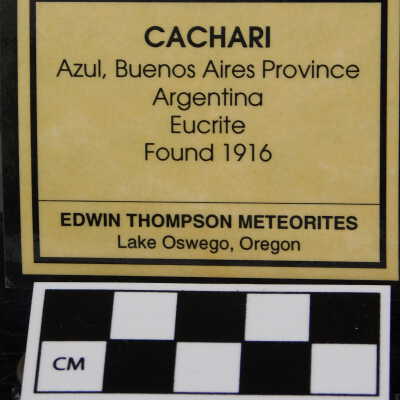 CACHARI
Azul, Buenos Aires Province
Argentina
Eucrite
Found 1916
EDWIN THOMPSON METEORITES
Lake Oswego, Oregon
CM